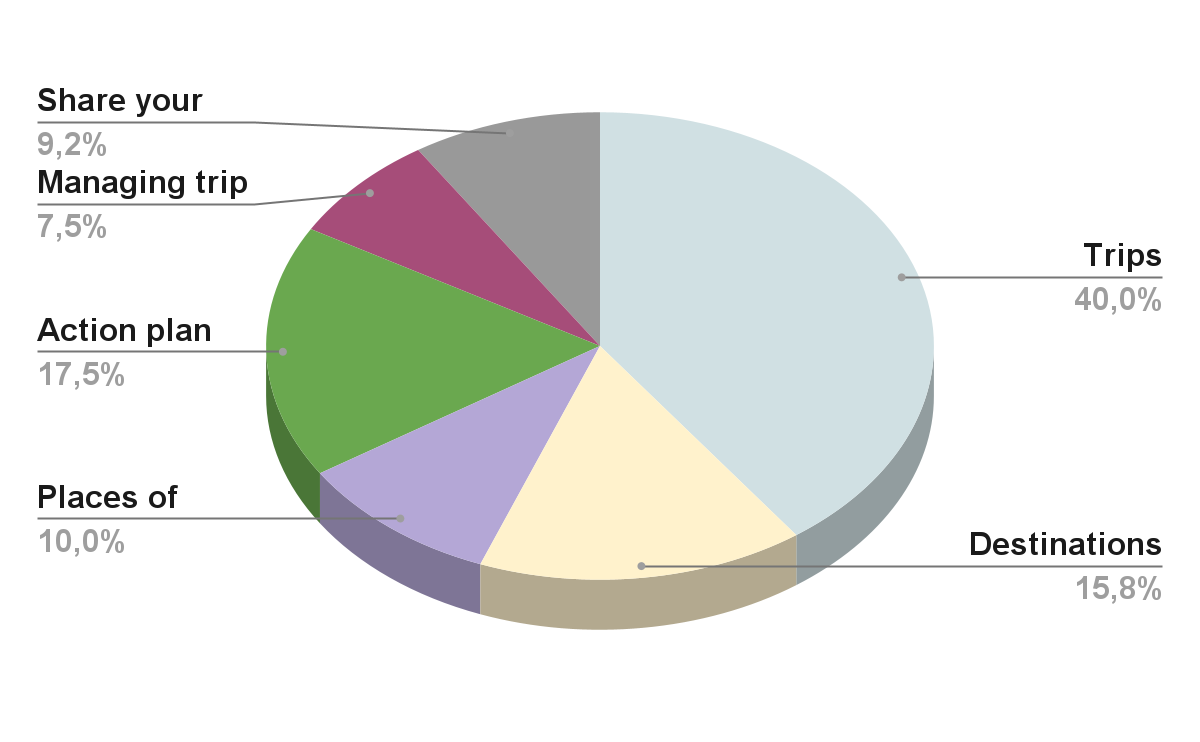 Share your
9,2%
Managing trip
7,5%
Action plan
17,5%
Places of
10,0%
Trips
40,0%
Destinations
15,8%